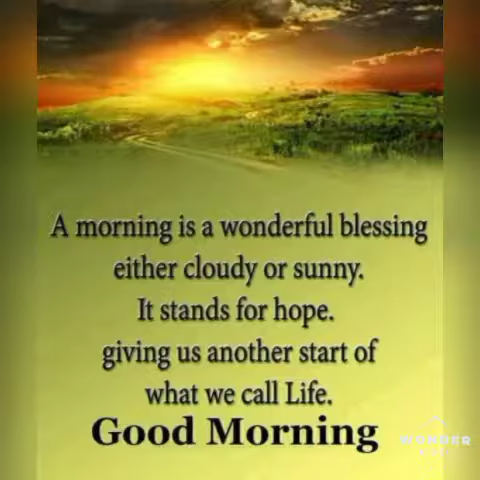 A morning is a wonderful blessing
either cloudy or sunny.
It stands for hope.
giving us another start of
what we call Life.
Good Morning
WONDER